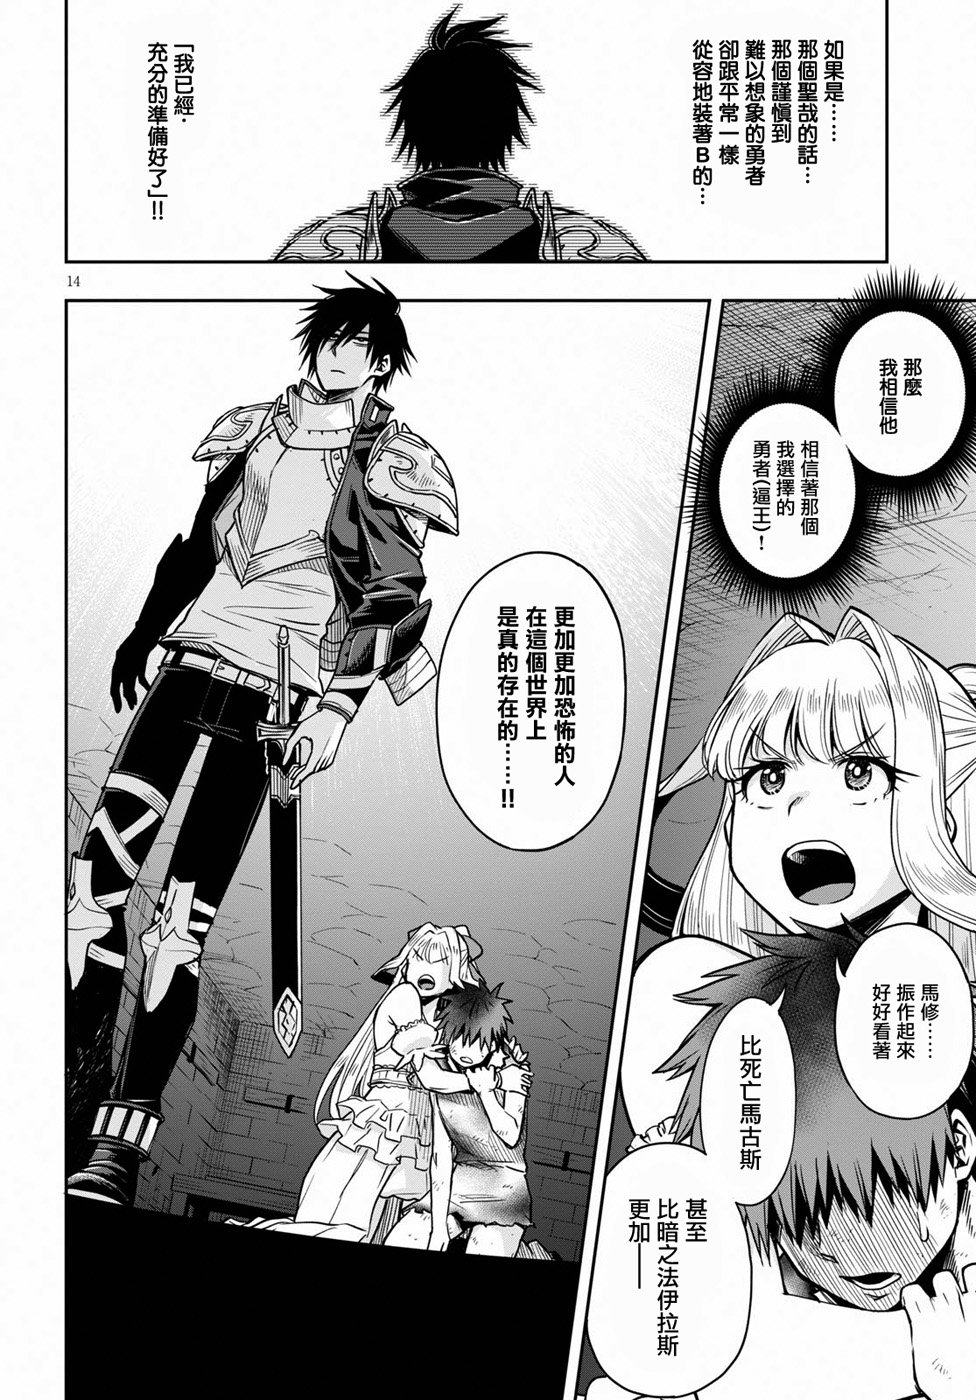 如果是……
那個聖哉的話…
那個謹慎到
難以想象的勇者
卻跟平常一樣
從容地裝著B的…
「我已經.
充分的準備好了」!!
14
那麼
我相信他
相信著那個
我選擇的
勇者(逼王)!
馬修……
振作起來
好好看著
比死亡馬古斯
甚至
比暗之法伊拉斯
更加——
更加更加恐怖的人
在這個世界上
是真的存在的……!!